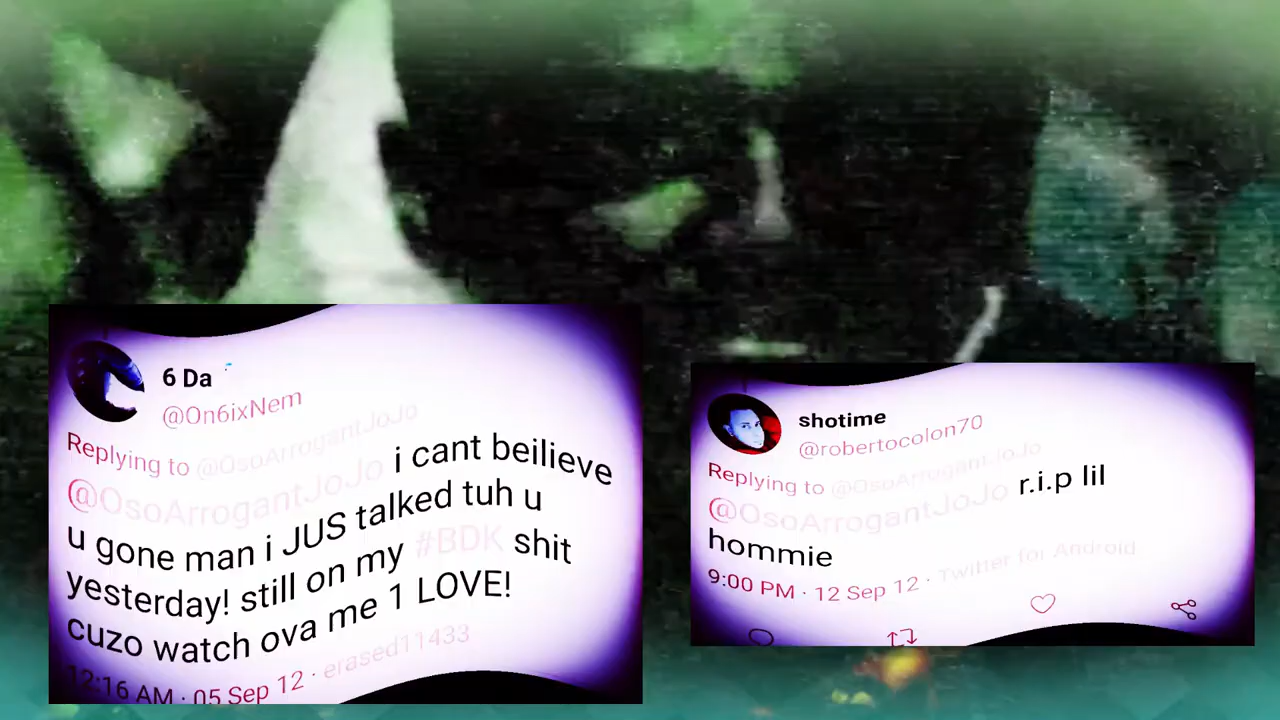 6 Da
@On6ixNem
Replying to @OsoArrogantJoJo
@OsoArrogantJoJo i cant beilieve
u gone man i JUS talked tuh u
yesterday! still on my #BDK shit
cuzo watch ova me 1 LOVE!
12:16 AM · 05 Sep 12 · erased11433
shotime
@robertocolon70
Replying to @OsoArrogantJoJo
@OsoArrogantJoJo r.i.p lil
hommie
9:00 PM · 12 Sep 12 · Twitter for Android